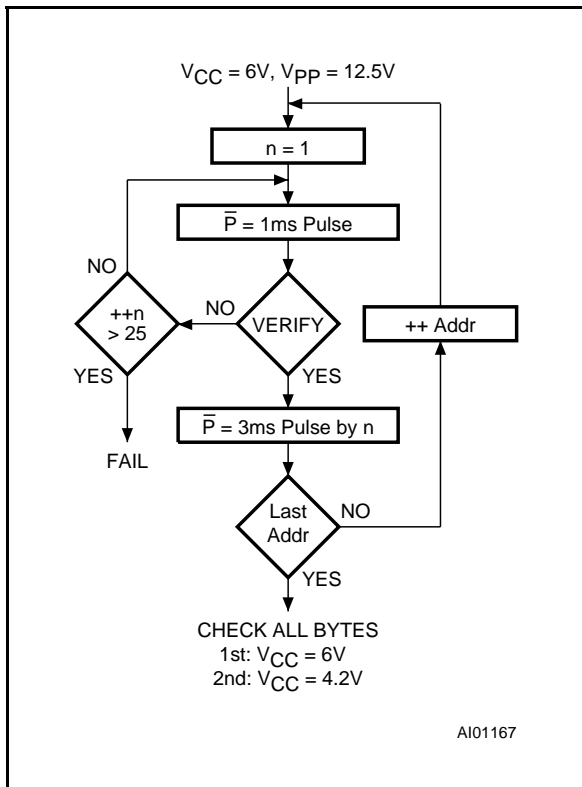 VCC = 6V, VPP = 12.5V
n = 1
P̅ = 1ms Pulse
NO
++n
> 25
NO
VERIFY
++ Addr
YES
YES
P̅ = 3ms Pulse by n
FAIL
Last
Addr
NO
YES
CHECK ALL BYTES
1st: VCC = 6V
2nd: VCC = 4.2V
AI01167